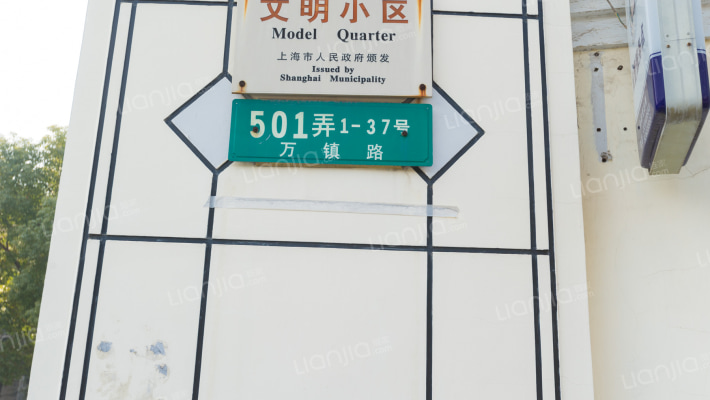 文明小区
Model Quarter
上海市人民政府颁发
Issued by
Shanghai Municipality
501弄1-37号
万镇路